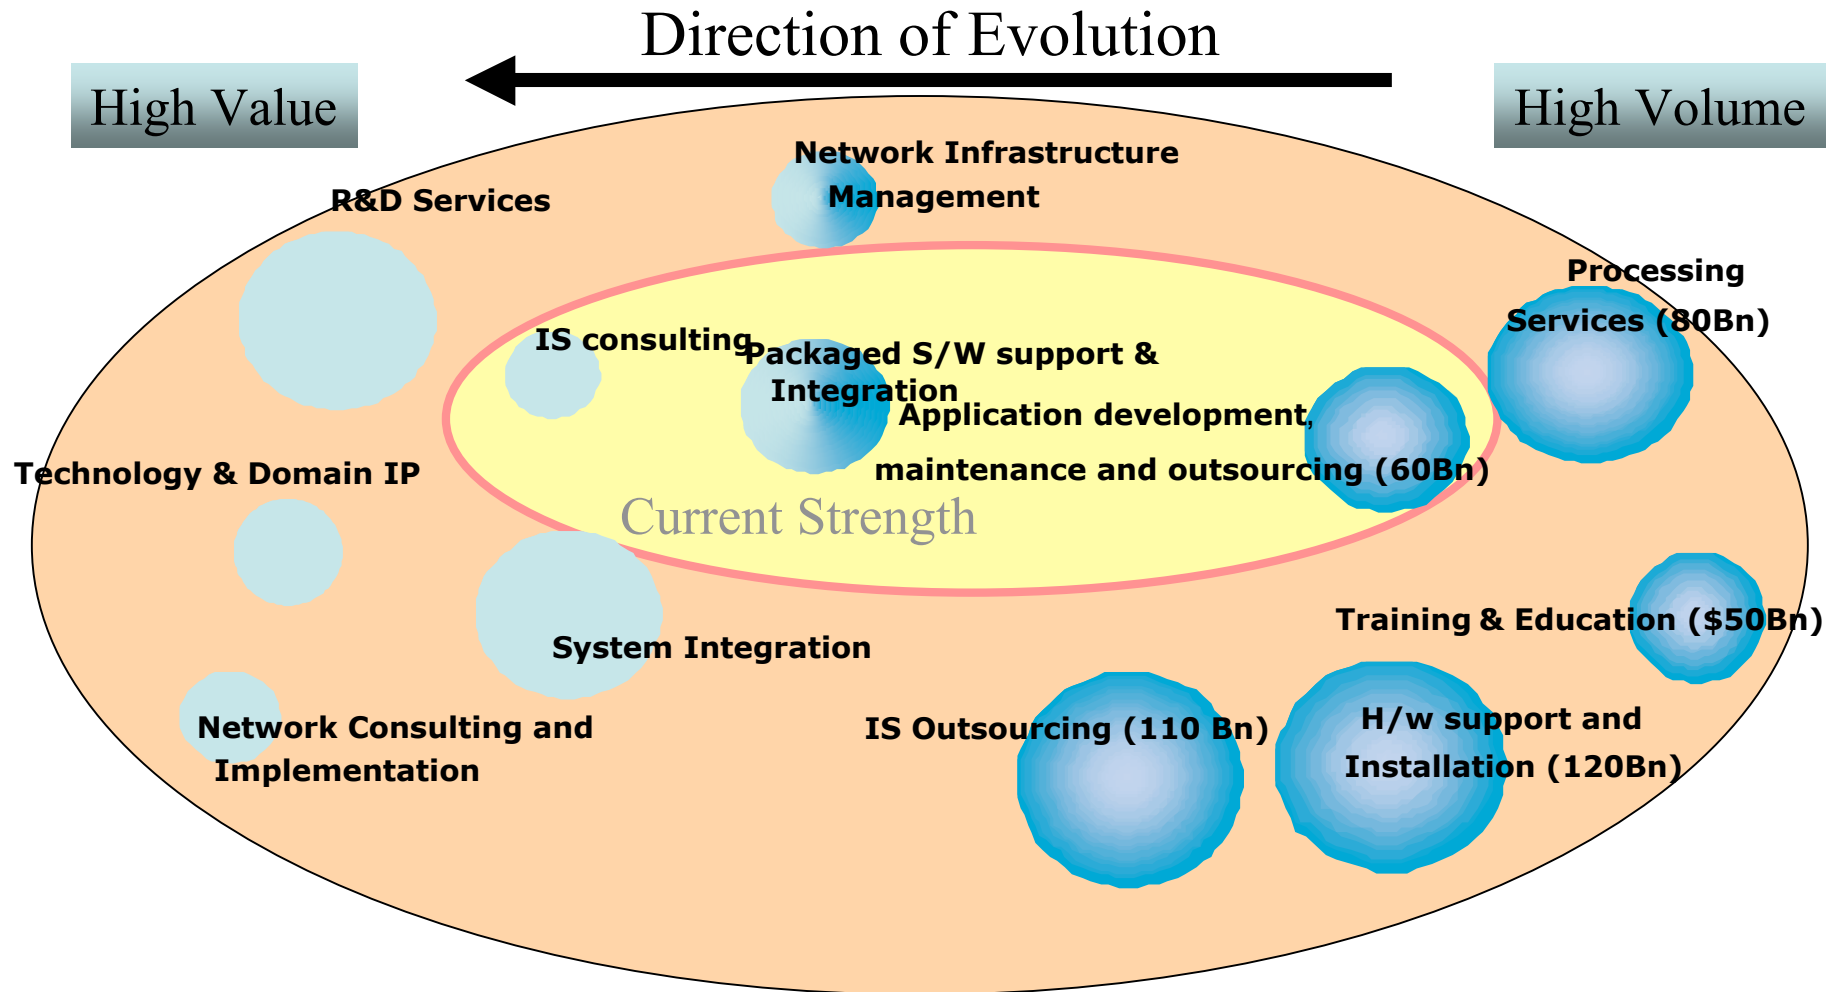 Direction of Evolution
High Value
High Volume
Network Infrastructure
Management
R&D Services
Processing
Services (80Bn)
IS consulting
Packaged S/W support &
Integration
Application development,
maintenance and outsourcing (60Bn)
Technology & Domain IP
Current Strength
Training & Education ($50Bn)
System Integration
Network Consulting and
Implementation
IS Outsourcing (110 Bn)
H/w support and
Installation (120Bn)